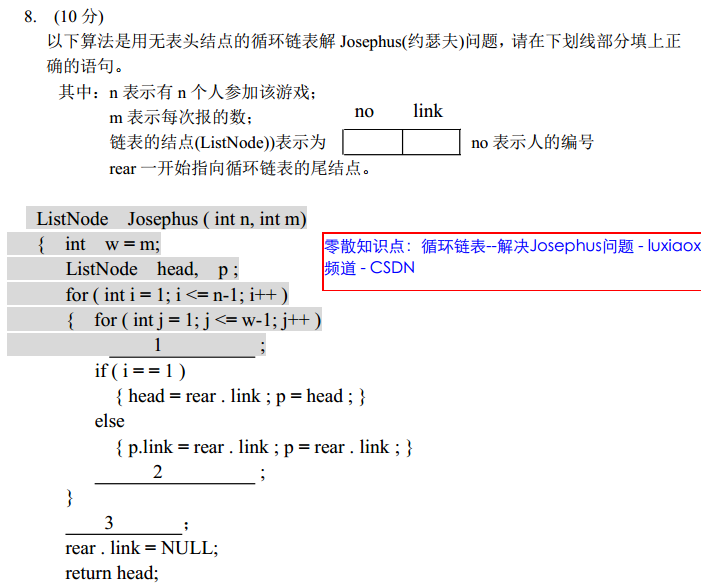 8. (10 分)
以下算法是用无表头结点的循环链表解 Josephus(约瑟夫)问题，请在下划线部分填上正
确的语句。
其中：n 表示有 n 个人参加该游戏；
m 表示每次报的数；
no link
链表的结点(ListNode))表示为 no 表示人的编号
rear 一开始指向循环链表的尾结点。
ListNode Josephus ( int n, int m)
{ int w = m;
零散知识点：循环链表--解决Josephus问题 - luxiaox
频道 - CSDN
ListNode head, p ;
for ( int i = 1; i <= n-1; i++ )
{ for ( int j = 1; j <= w-1; j++ )
1 ;
if ( i = = 1 )
{ head = rear . link ; p = head ; }
else
{ p.link = rear . link ; p = rear . link ; }
2 ;
}
3 ；
rear . link = NULL;
return head;